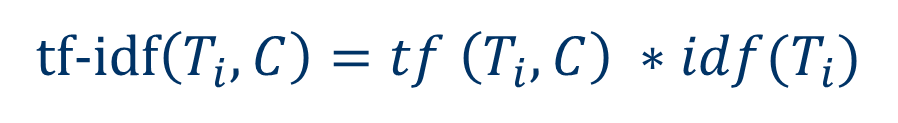 tf-idf(Tᵢ, C) = tf (Tᵢ, C) * idf(Tᵢ)